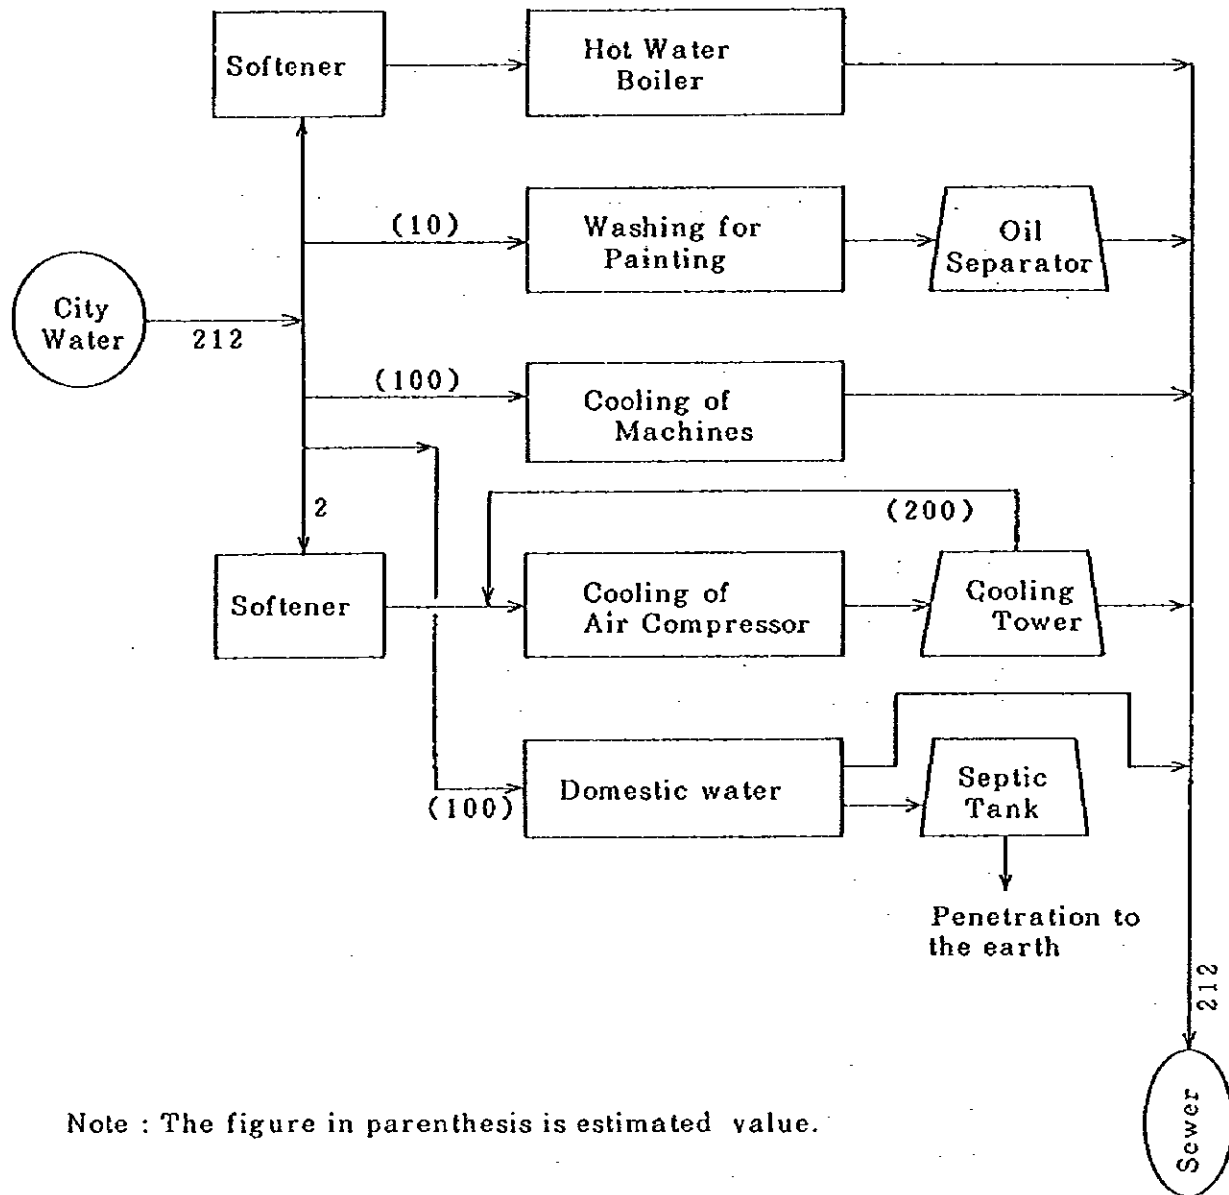 Softener
Hot Water
Boiler
(10)
Washing for
Painting
Oil
Separator
City
Water
212
(100)
Cooling of
Machines
2
(200)
Softener
Cooling of
Air Compressor
Cooling
Tower
(100)
Domestic water
Septic
Tank
Penetration to
the earth
212
Sewer
Note : The figure in parenthesis is estimated value.